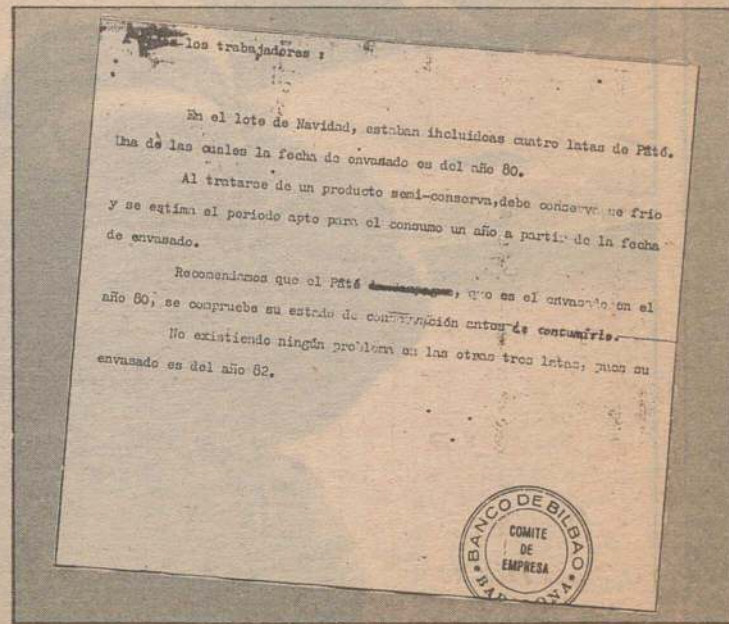 los trabajadores :
En el lote de Navidad, estaban ihcluidoas cuatro latas de Pâté.
Una de las cuales la fecha de envasado es del año 80.
Al tratarse de un producto semi-conserva,debe conservarse frio
y se estima el periodo apto para el consumo un año a partir de la fecha
de envasado.
Recomendamos que el Pâté, que es el envasado en el
año 80, se compruebe su estado de conservación antes de consumirlo.
No existiendo ningún problema en las otras tres latas, pues su
envasado es del año 82.
BANCO DE BILBAO
COMITE
DE
EMPRESA
BARCELONA